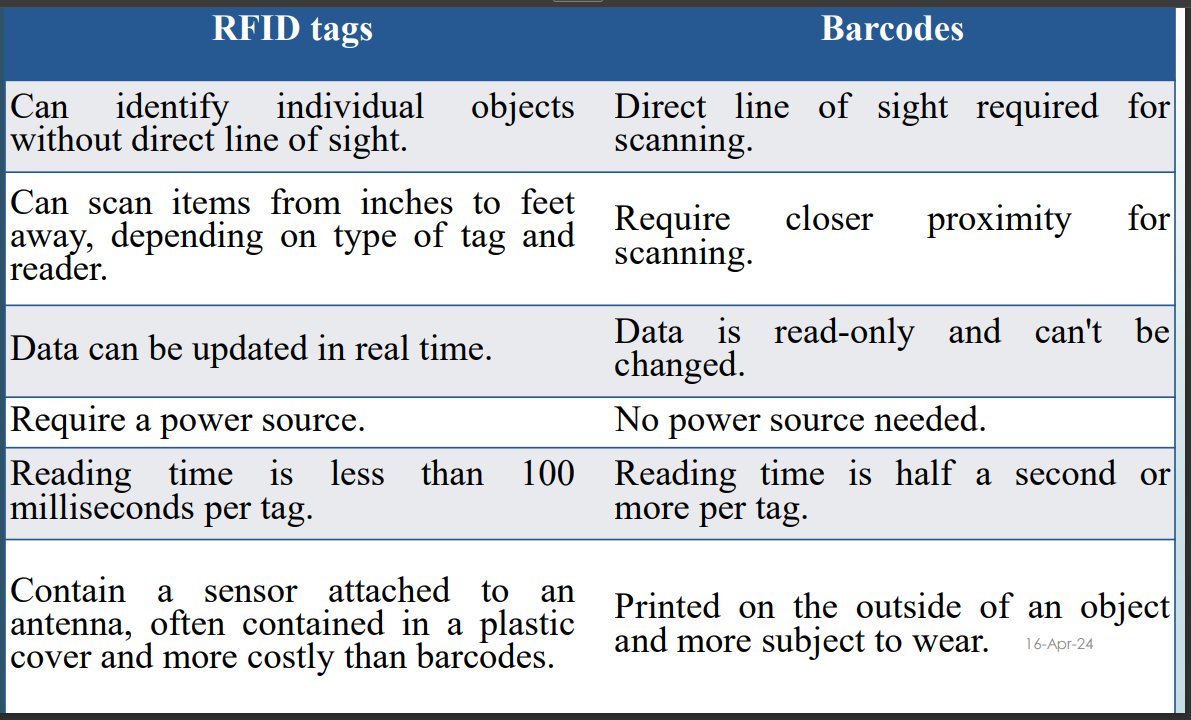 RFID tags
Barcodes
Can identify individual objects
without direct line of sight.
Direct line of sight required for
scanning.
Can scan items from inches to feet
away, depending on type of tag and
reader.
Require closer proximity for
scanning.
Data can be updated in real time.
Data is read-only and can't be
changed.
Require a power source.
No power source needed.
Reading time is less than 100
milliseconds per tag.
Reading time is half a second or
more per tag.
Contain a sensor attached to an
antenna, often contained in a plastic
cover and more costly than barcodes.
Printed on the outside of an object
and more subject to wear.
16-Apr-24